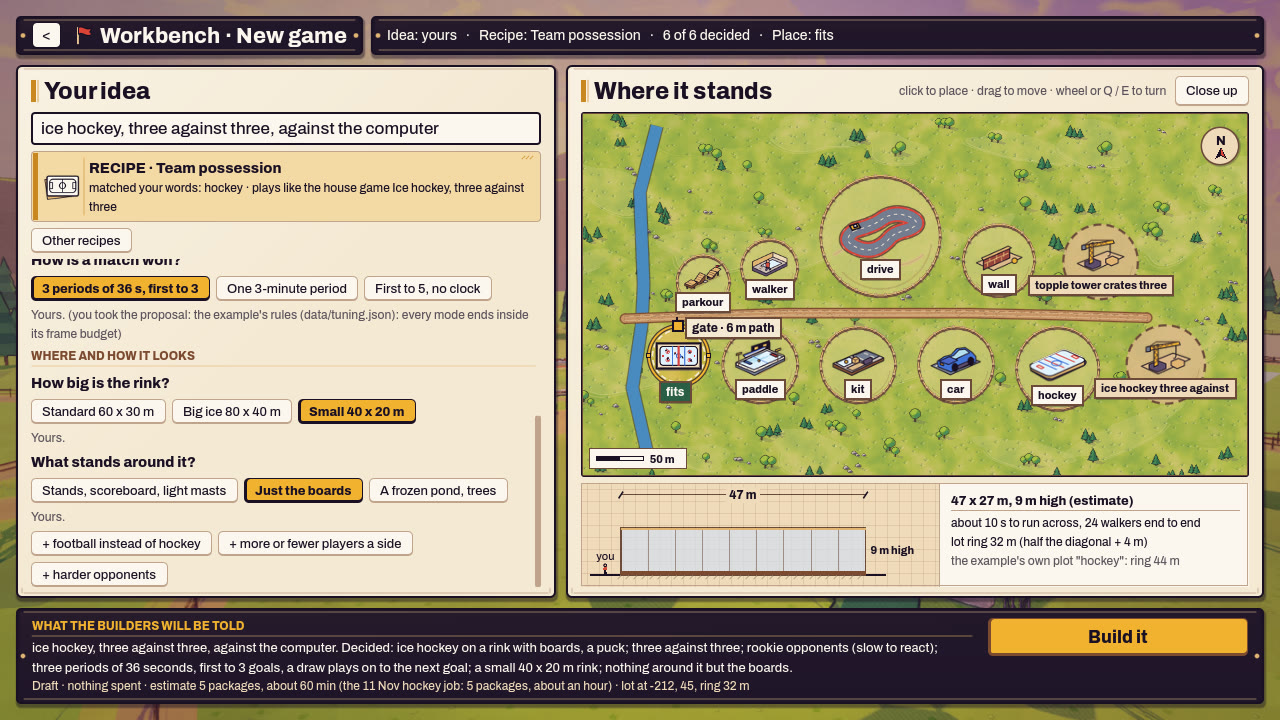 < Workbench · New game
Idea: yours · Recipe: Team possession · 6 of 6 decided · Place: fits
Your idea
ice hockey, three against three, against the computer
RECIPE · Team possession
matched your words: hockey · plays like the house game Ice hockey, three against
three
Other recipes
How is a match won?
3 periods of 36 s, first to 3
One 3-minute period
First to 5, no clock
Yours. (you took the proposal: the example's rules (data/tuning.json): every mode ends inside
its frame budget)
WHERE AND HOW IT LOOKS
How big is the rink?
Standard 60 x 30 m
Big ice 80 x 40 m
Small 40 x 20 m
Yours.
What stands around it?
Stands, scoreboard, light masts
Just the boards
A frozen pond, trees
Yours.
+ football instead of hockey
+ more or fewer players a side
+ harder opponents
Where it stands
click to place · drag to move · wheel or Q / E to turn
Close up
N
drive
walker
wall
topple tower crates three
parkour
gate · 6 m path
fits
paddle
kit
car
hockey
ice hockey three against
50 m
47 m
you
9 m high
47 x 27 m, 9 m high (estimate)
about 10 s to run across, 24 walkers end to end
lot ring 32 m (half the diagonal + 4 m)
the example's own plot "hockey": ring 44 m
WHAT THE BUILDERS WILL BE TOLD
ice hockey, three against three, against the computer. Decided: ice hockey on a rink with boards, a puck; three against three; rookie opponents (slow to react);
three periods of 36 seconds, first to 3 goals, a draw plays on to the next goal; a small 40 x 20 m rink; nothing around it but the boards.
Draft · nothing spent · estimate 5 packages, about 60 min (the 11 Nov hockey job: 5 packages, about an hour) · lot at -212, 45, ring 32 m
Build it